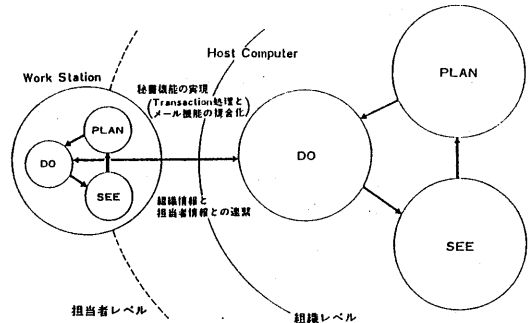 Host Computer
Work Station
秘書機能の実現
(Transaction処理と
メール機能の複合化)
PLAN
DO
SEE
組織情報と
担当者情報との連繋
PLAN
DO
SEE
担当者レベル
組織レベル